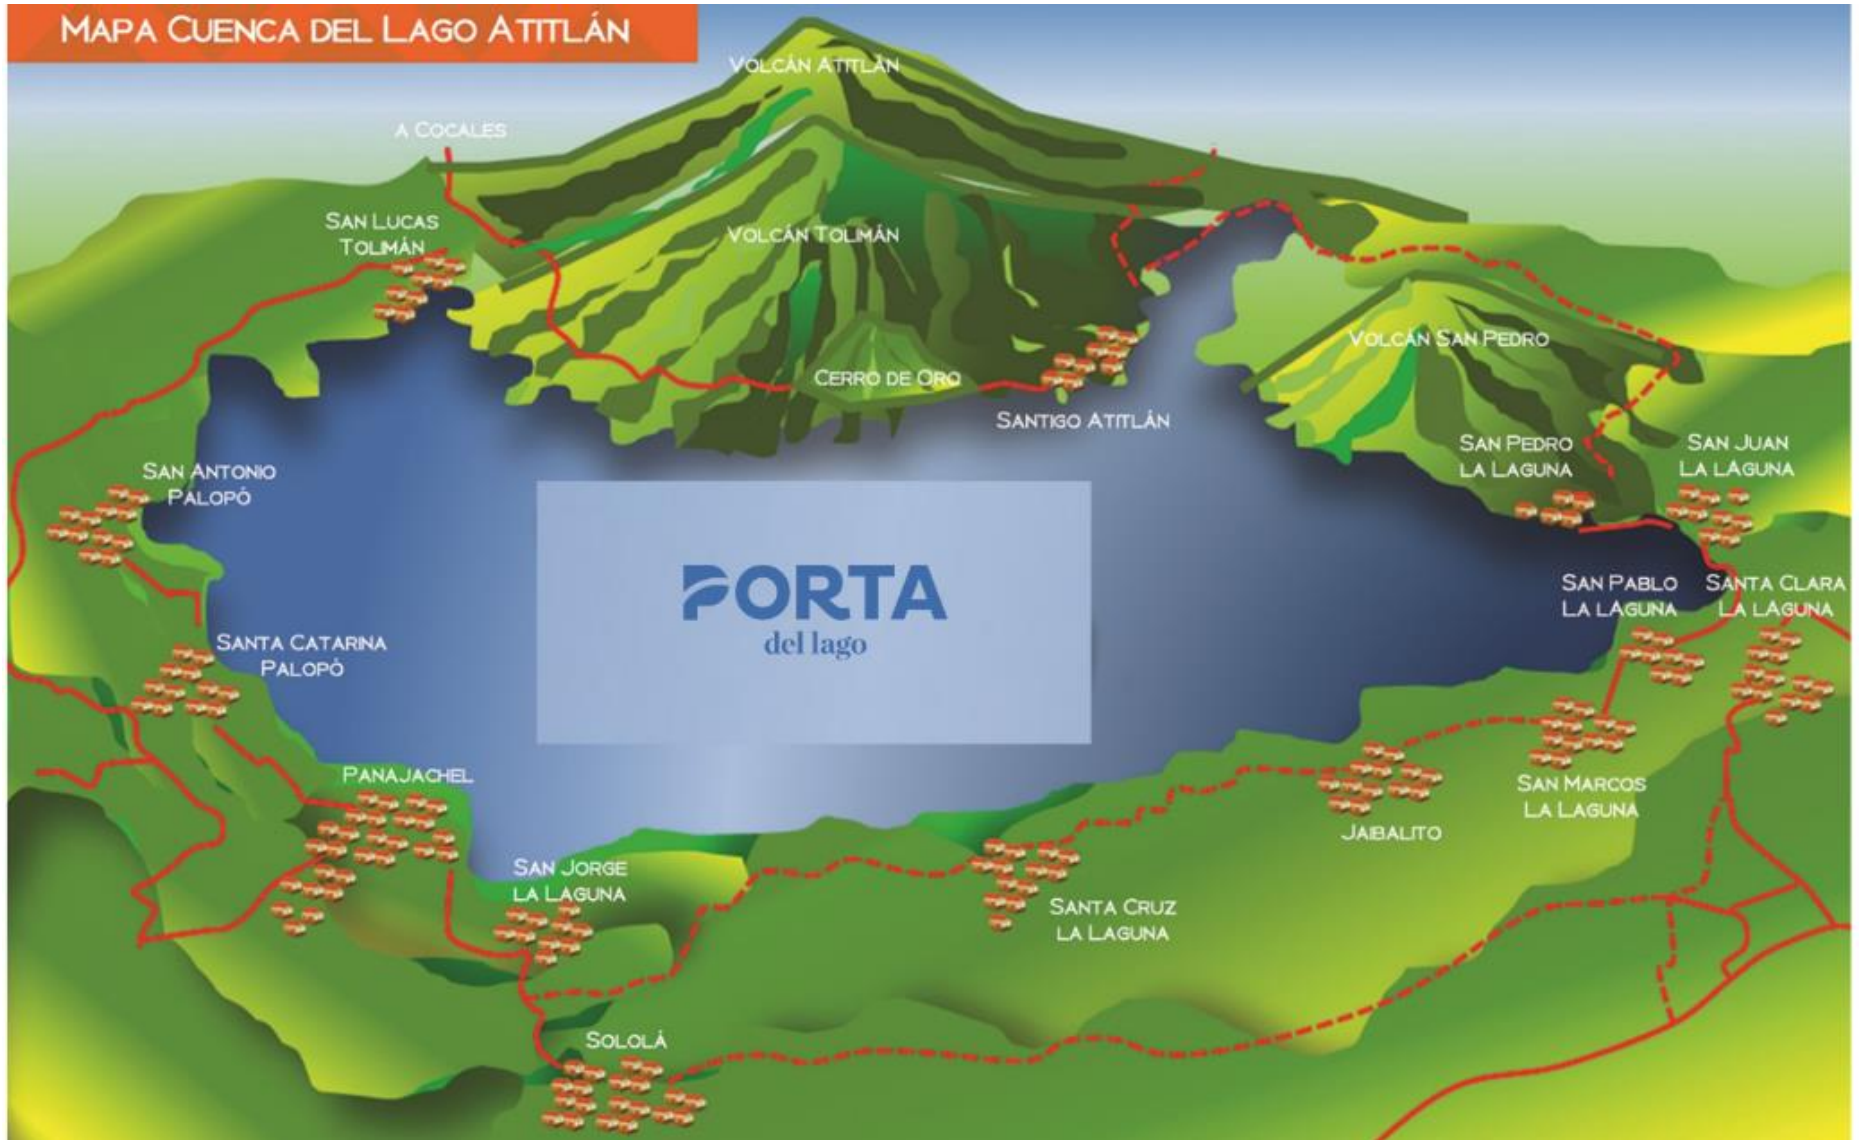 MAPA CUENCA DEL LAGO ATITLÁN
VOLCÁN ATITLÁN
A COCALES
SAN LUCAS
TOLIMÁN
VOLCÁN TOLIMÁN
VOLCÁN SAN PEDRO
CERRO DE ORO
SANTIGO ATITLÁN
SAN PEDRO
LA LAGUNA
SAN JUAN
LA LAGUNA
SAN ANTONIO
PALOPÓ
PORTA
del lago
SAN PABLO
LA LAGUNA
SANTA CLARA
LA LAGUNA
SANTA CATARINA
PALOPÓ
PANAJACHEL
SAN MARCOS
LA LAGUNA
JAIBALITO
SAN JORGE
LA LAGUNA
SANTA CRUZ
LA LAGUNA
SOLOLÁ